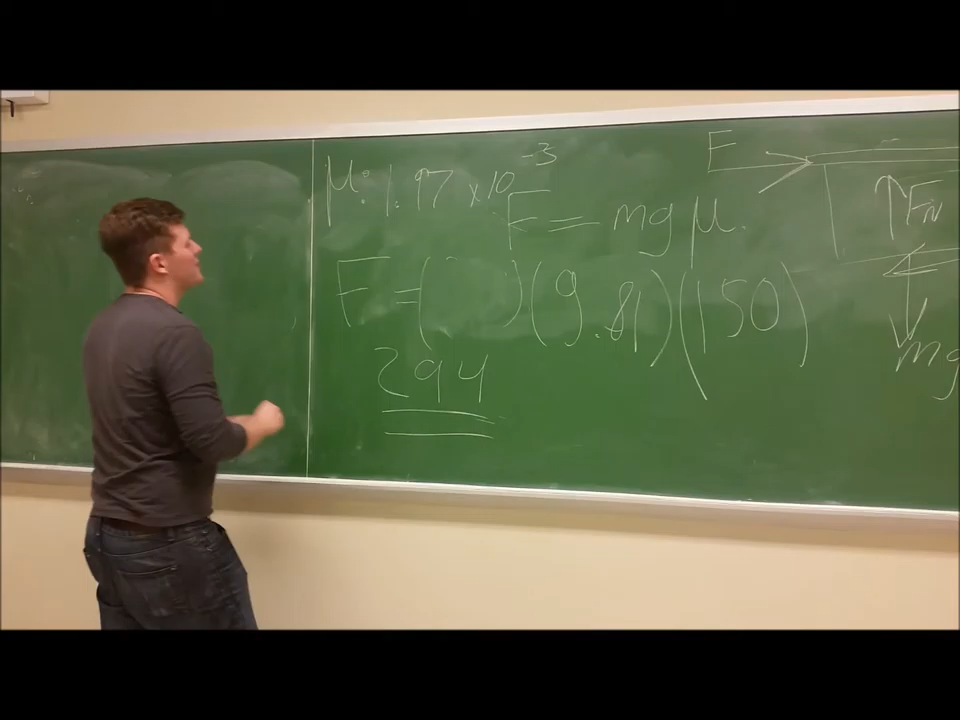 μ: 1.97 x 10⁻³
F = mgμ.
F = ( )(9.81)(150)
294
F
FN
mg